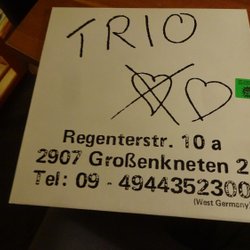 TRIO
Regenterstr. 10 a
2907 Großenkneten 2
Tel: 09 - 4944352300
(West Germany)